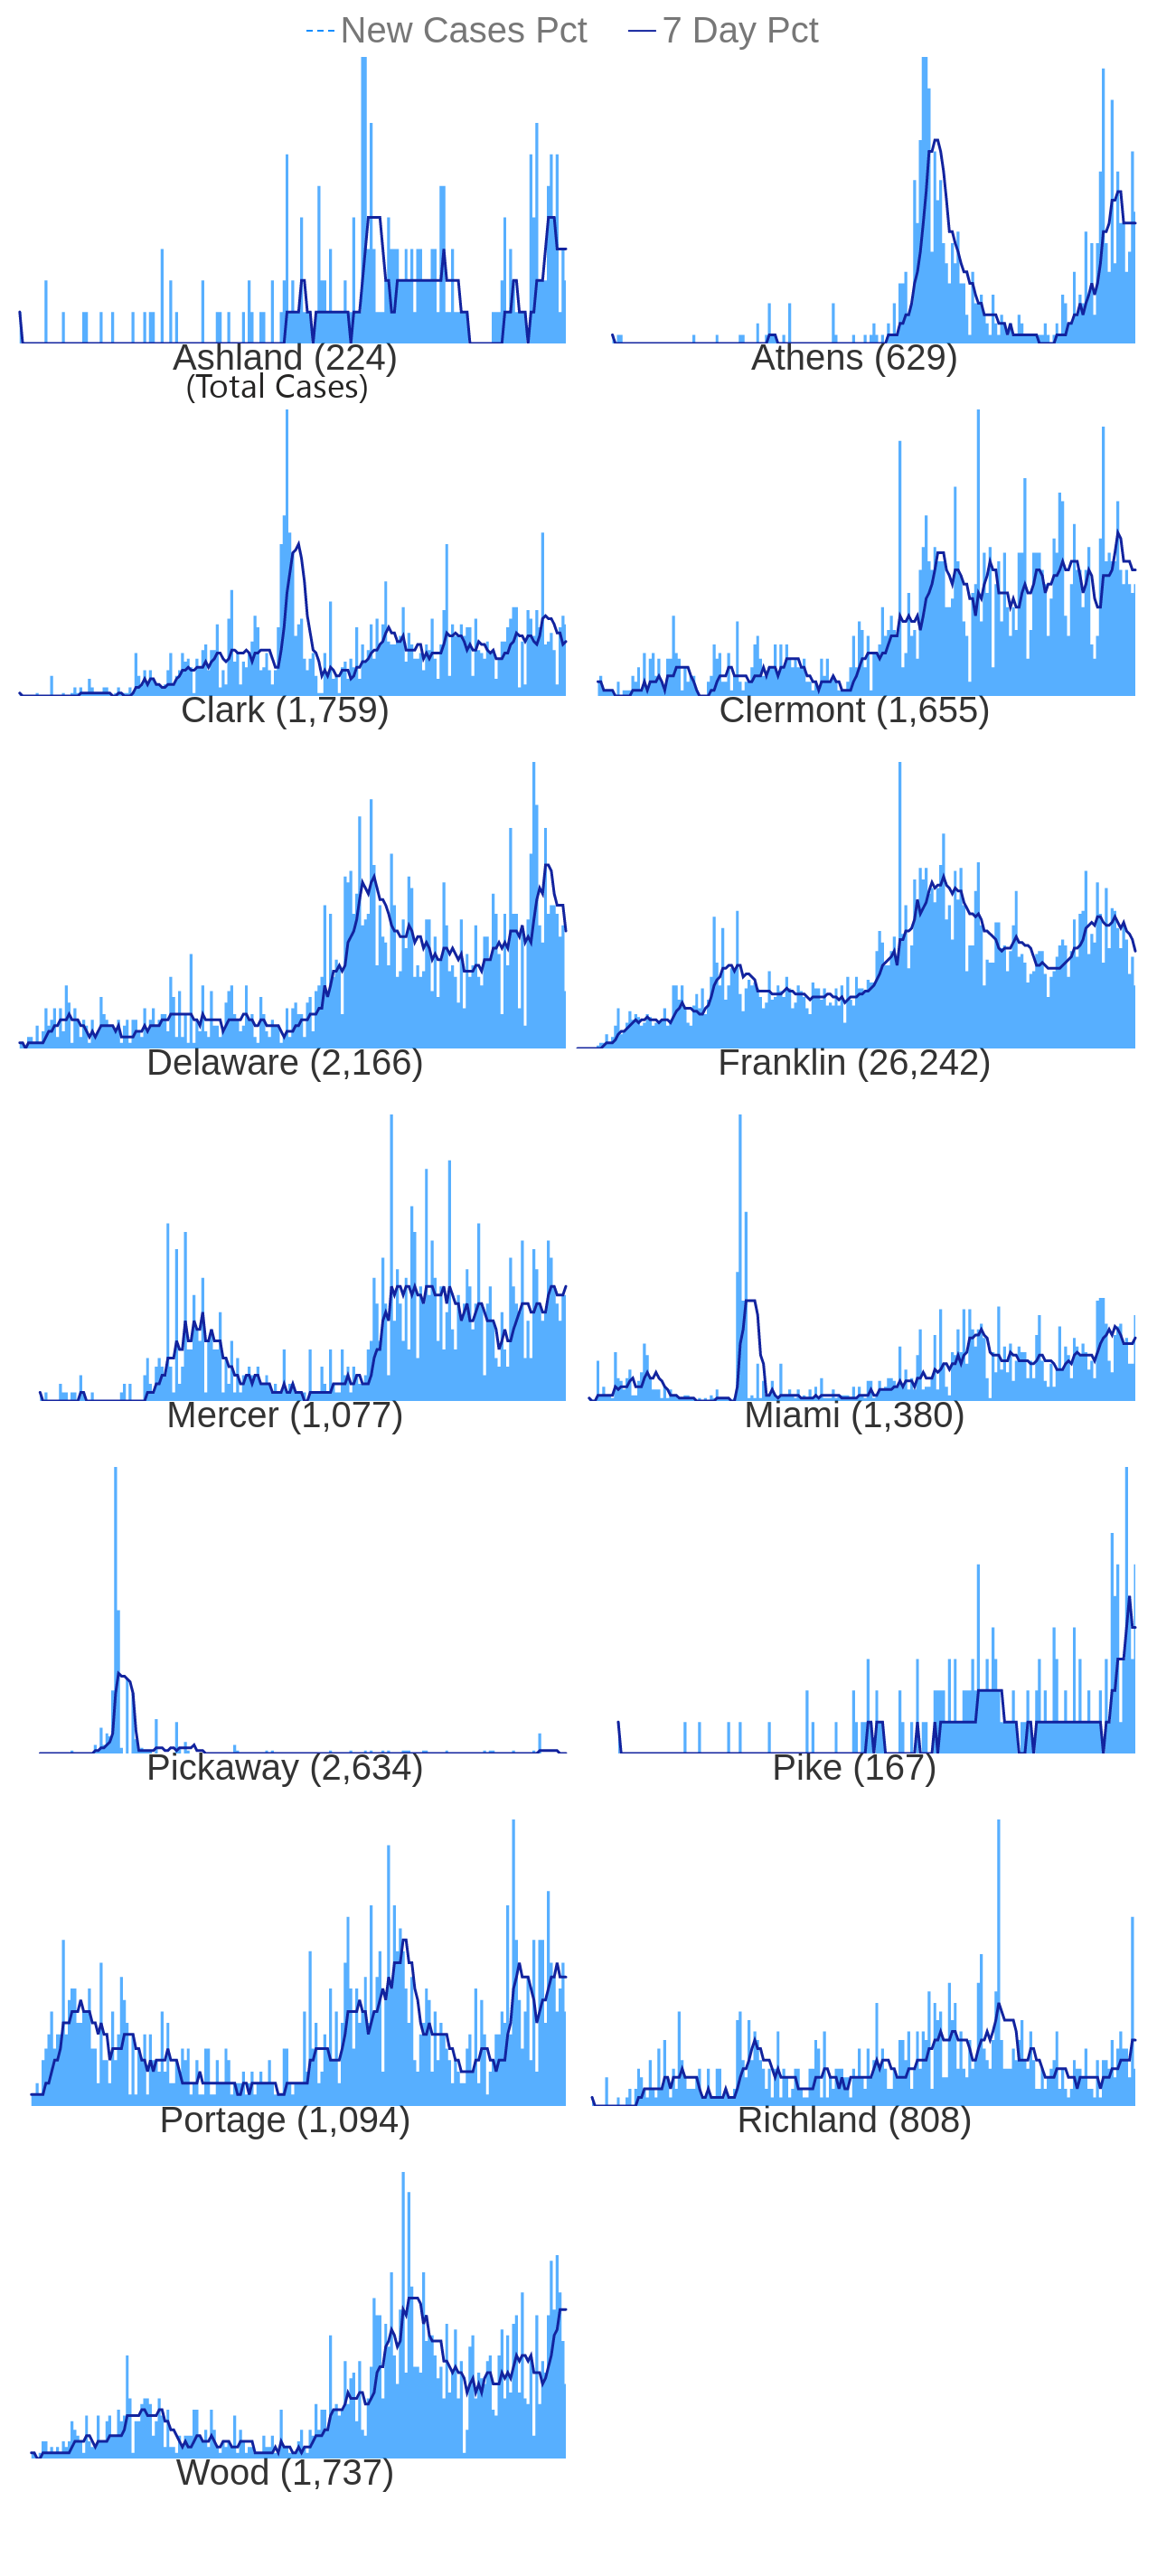 New Cases Pct 7 Day Pct
Ashland (224) Athens (629)
(Total Cases)
Clark (1,759) Clermont (1,655)
Delaware (2,166) Franklin (26,242)
Mercer (1,077) Miami (1,380)
Pickaway (2,634) Pike (167)
Portage (1,094) Richland (808)
Wood (1,737)